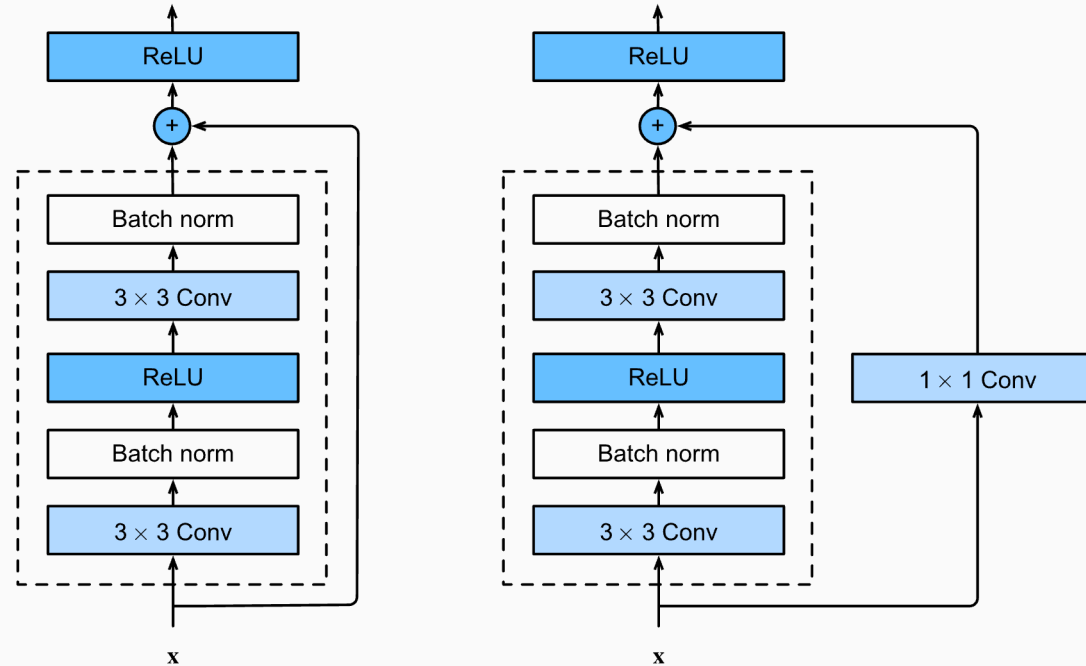 ReLU
+
Batch norm
3 × 3 Conv
ReLU
Batch norm
3 × 3 Conv
x
ReLU
+
Batch norm
3 × 3 Conv
ReLU
Batch norm
3 × 3 Conv
1 × 1 Conv
x